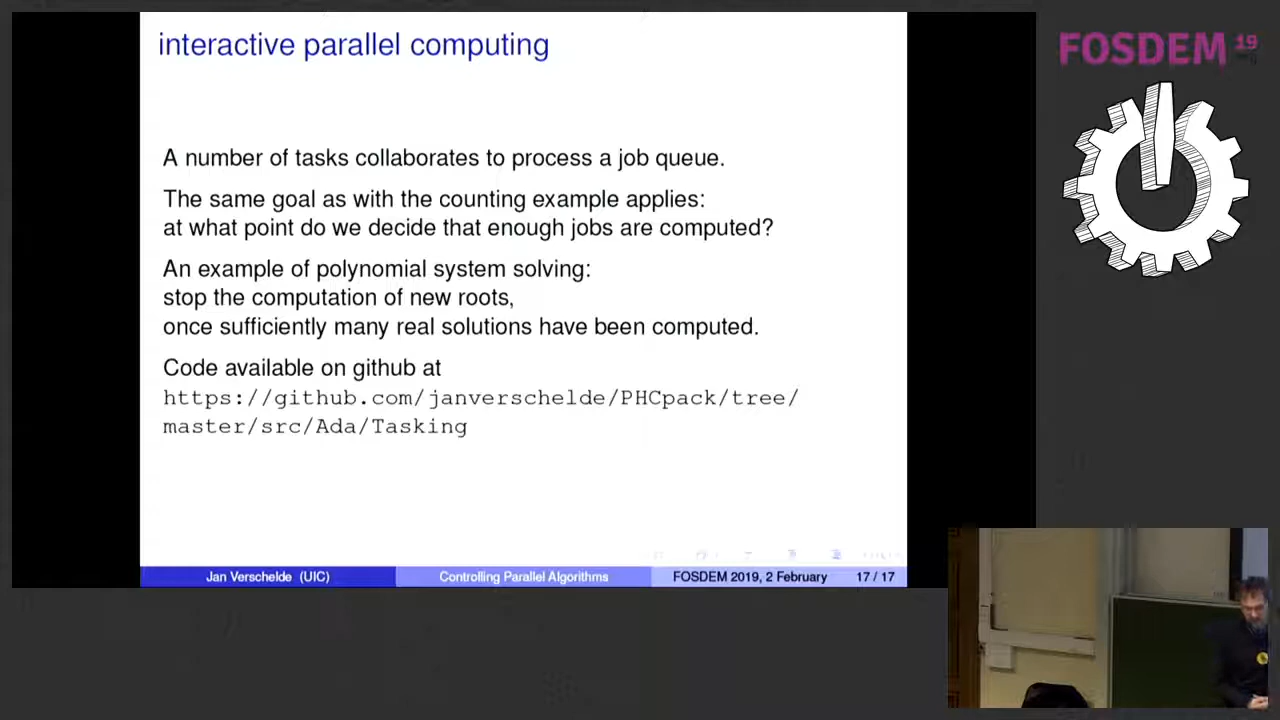 interactive parallel computing
FOSDEM 19
A number of tasks collaborates to process a job queue.
The same goal as with the counting example applies:
at what point do we decide that enough jobs are computed?
An example of polynomial system solving:
stop the computation of new roots,
once sufficiently many real solutions have been computed.
Code available on github at
https://github.com/janverschelde/PHCpack/tree/
master/src/Ada/Tasking
Jan Verschelde (UIC) Controlling Parallel Algorithms FOSDEM 2019, 2 February 17 / 17